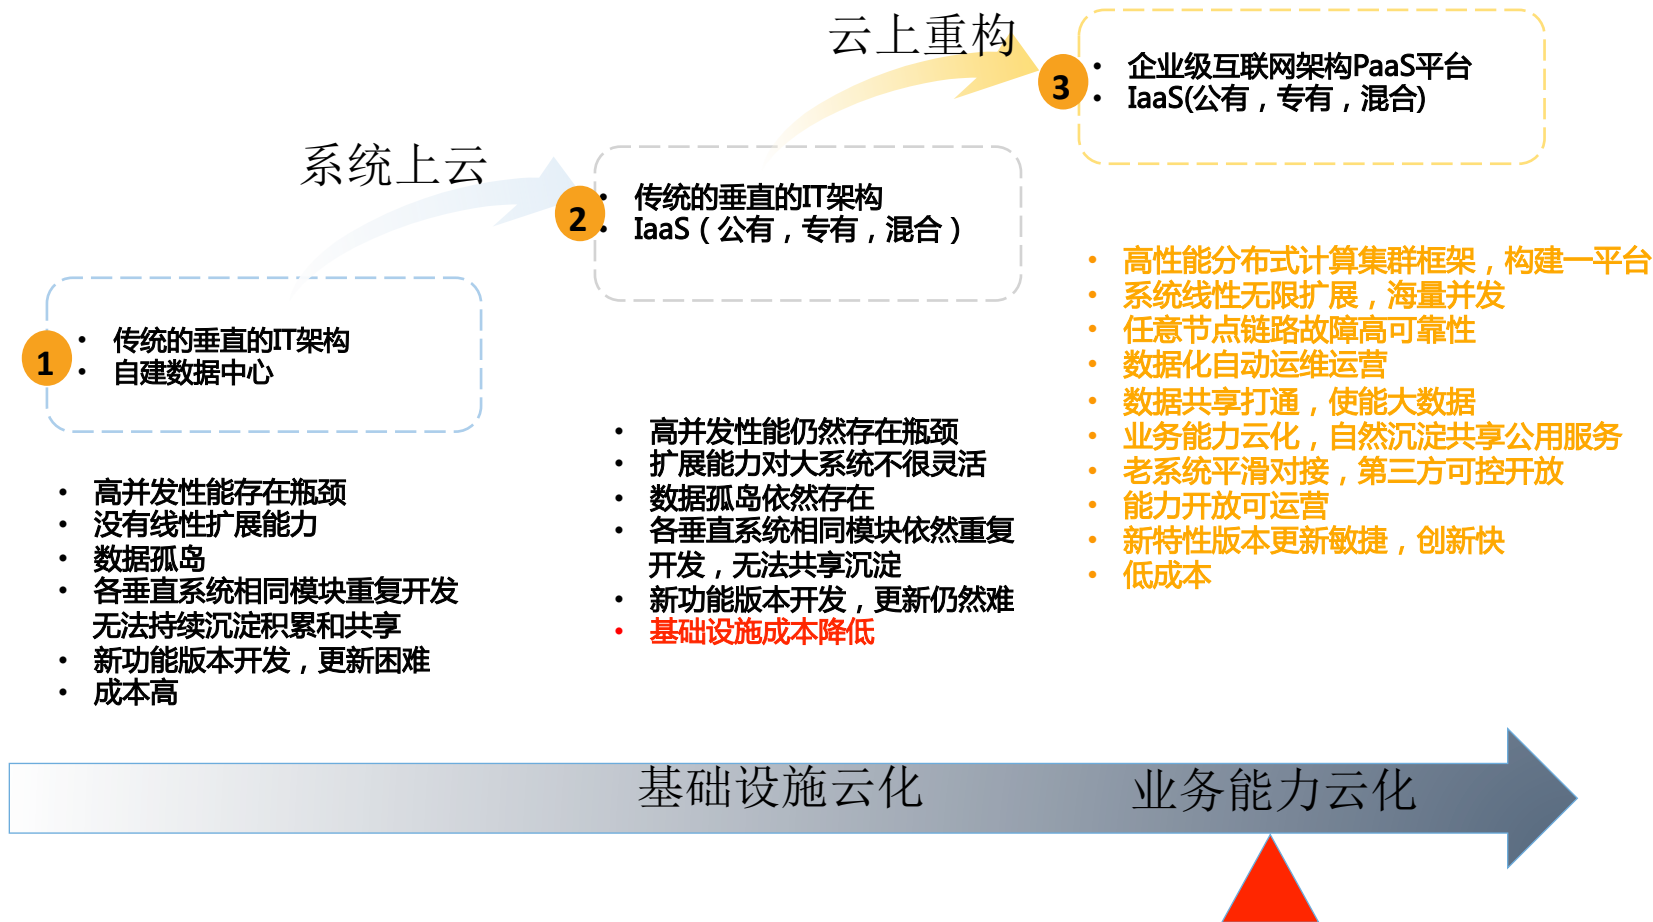 云上重构
3
• 企业级互联网架构PaaS平台
• IaaS(公有，专有，混合)
系统上云
2
• 传统的垂直的IT架构
• IaaS（公有，专有，混合）
1
• 传统的垂直的IT架构
• 自建数据中心
• 高并发性能存在瓶颈
• 没有线性扩展能力
• 数据孤岛
• 各垂直系统相同模块重复开发
无法持续沉淀积累和共享
• 新功能版本开发，更新困难
• 成本高
• 高并发性能仍然存在瓶颈
• 扩展能力对大系统不很灵活
• 数据孤岛依然存在
• 各垂直系统相同模块依然重复
开发，无法共享沉淀
• 新功能版本开发，更新仍然难
• 基础设施成本降低
• 高性能分布式计算集群框架，构建一平台
• 系统线性无限扩展，海量并发
• 任意节点链路故障高可靠性
• 数据化自动运维运营
• 数据共享打通，使能大数据
• 业务能力云化，自然沉淀共享公用服务
• 老系统平滑对接，第三方可控开放
• 能力开放可运营
• 新特性版本更新敏捷，创新快
• 低成本
基础设施云化
业务能力云化